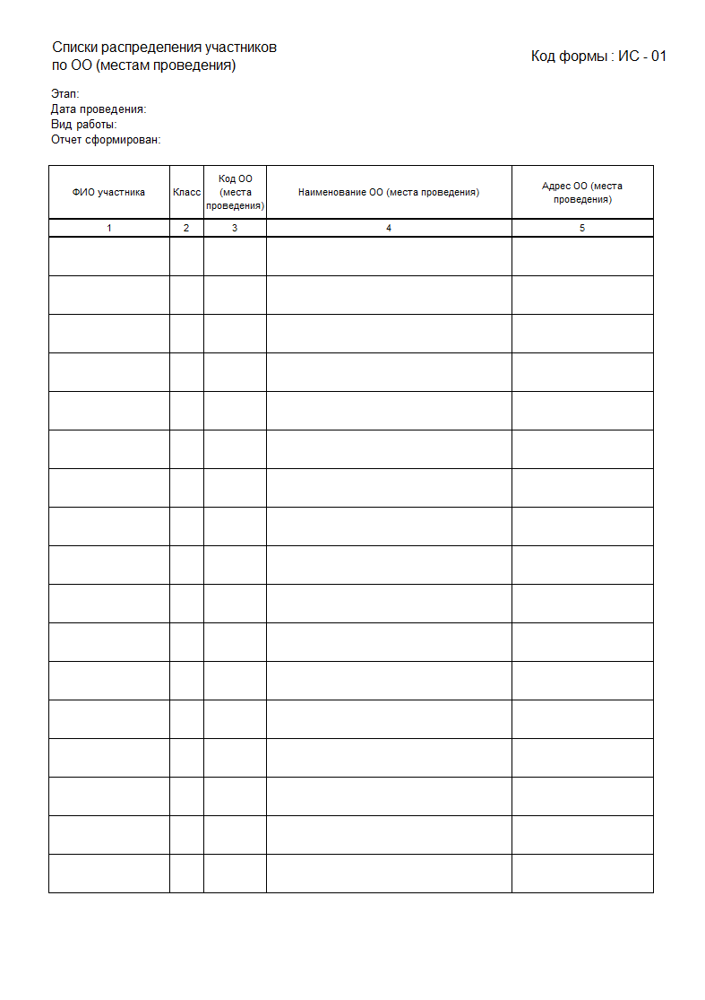 Списки распределения участников
по ОО (местам проведения)
Код формы : ИС - 01
Этап:
Дата проведения:
Вид работы:
Отчет сформирован:
ФИО участника
Класс
Код ОО
(места
проведения)
Наименование ОО (места проведения)
Адрес ОО (места
проведения)
1
2
3
4
5